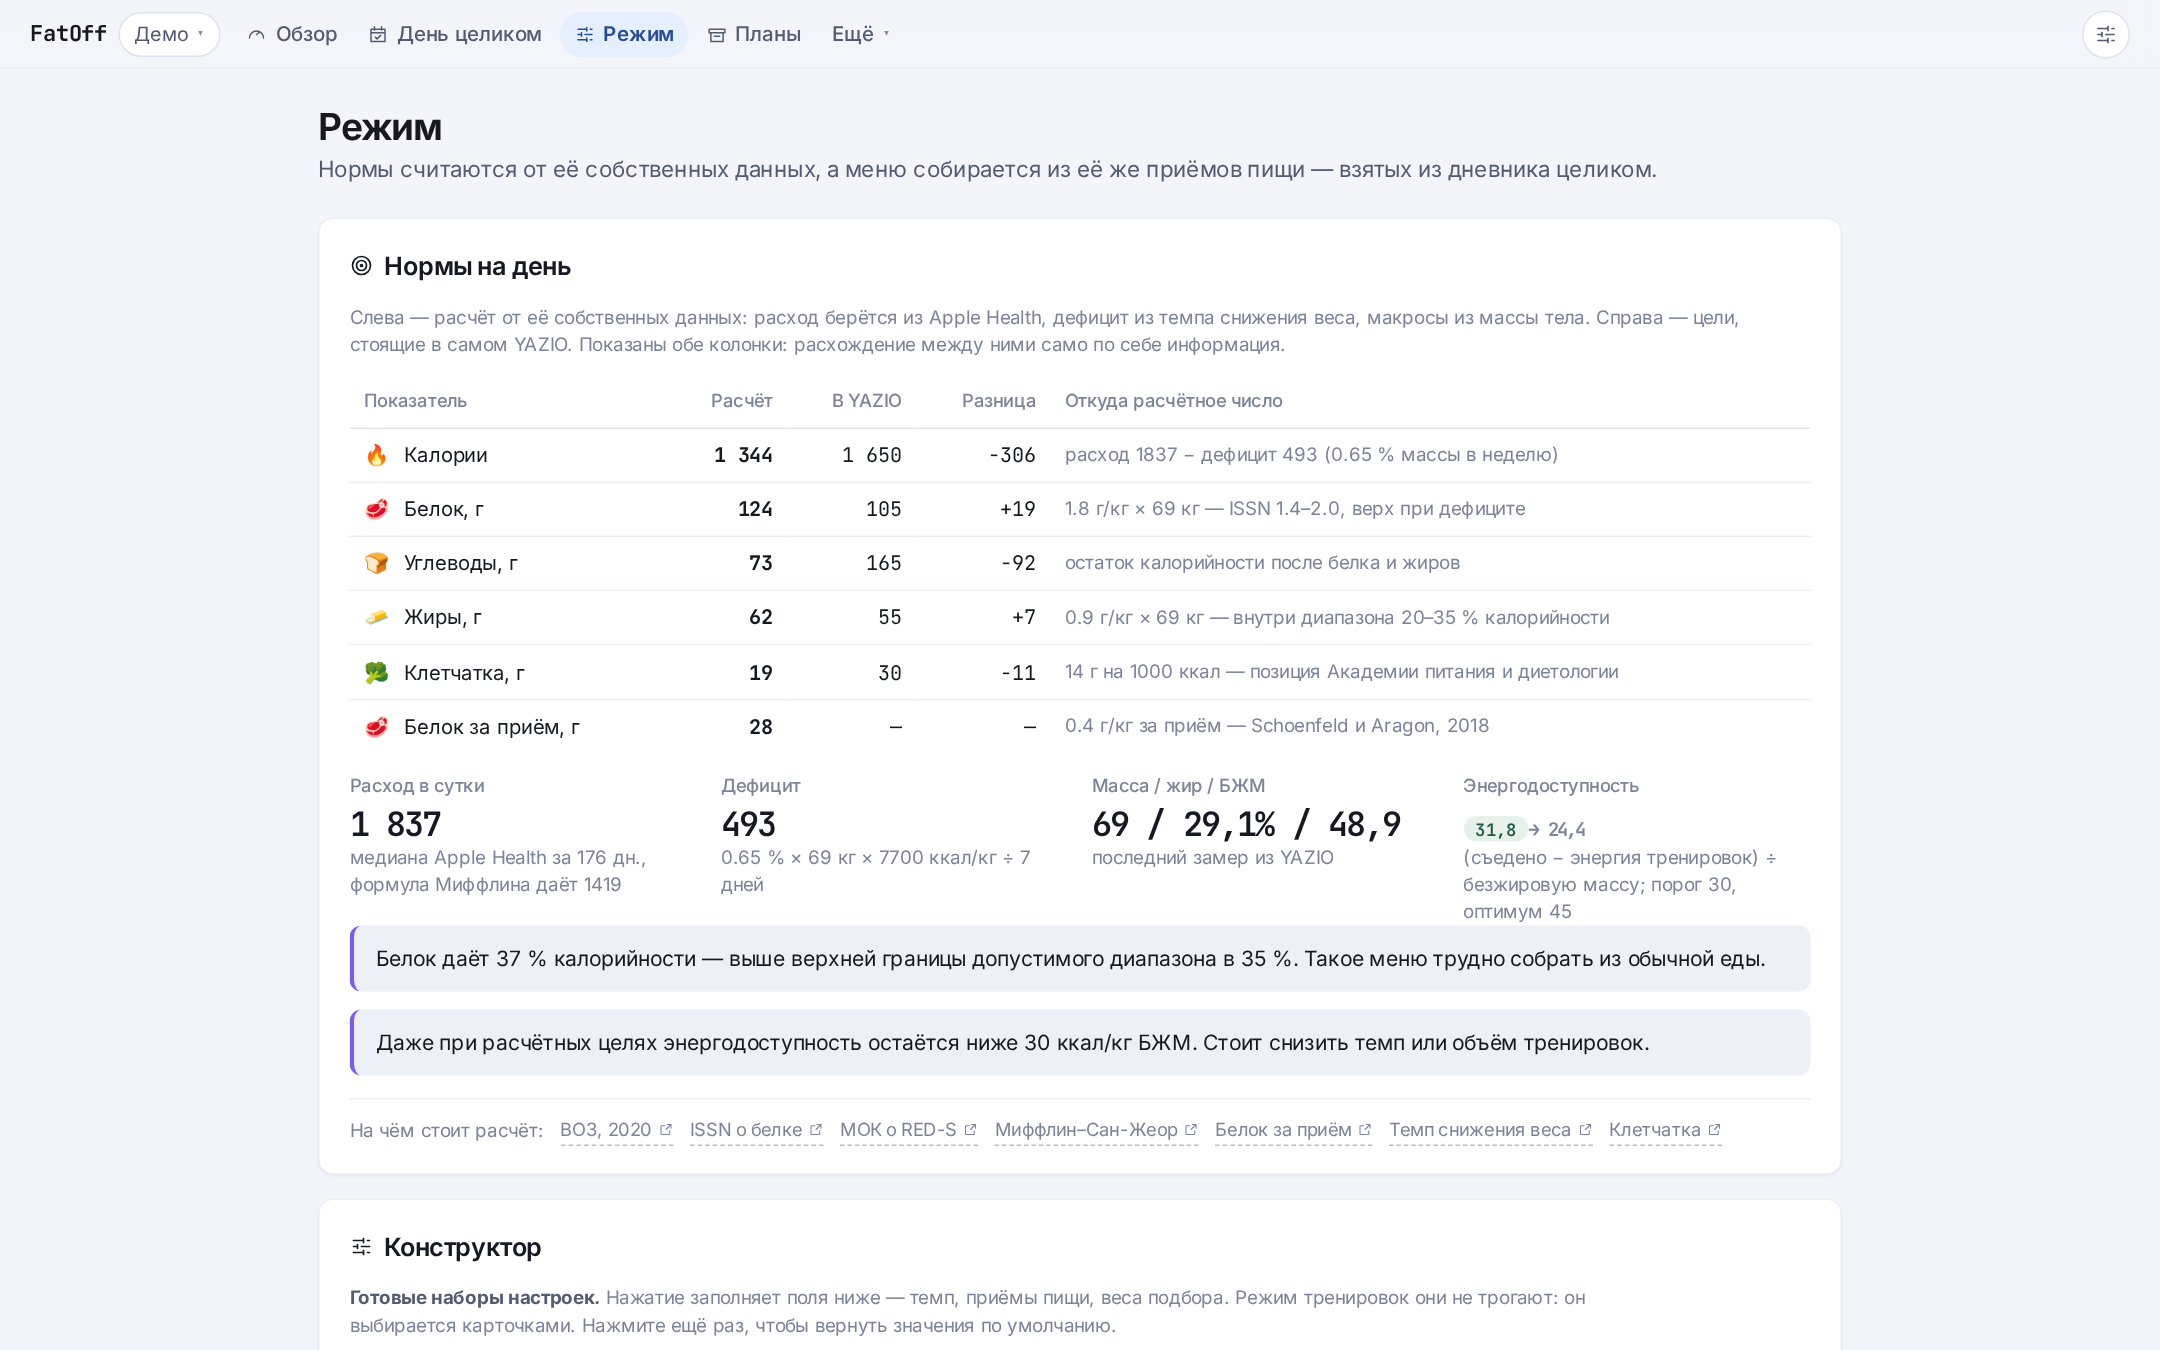 FatOff Демо Обзор День целиком Режим Планы Ещё
Режим
Нормы считаются от её собственных данных, а меню собирается из её же приёмов пищи — взятых из дневника целиком.
Нормы на день
Слева — расчёт от её собственных данных: расход берётся из Apple Health, дефицит из темпа снижения веса, макросы из массы тела. Справа — цели,
стоящие в самом YAZIO. Показаны обе колонки: расхождение между ними само по себе информация.
Показатель Расчёт В YAZIO Разница Откуда расчётное число
Калории 1 344 1 650 -306 расход 1837 − дефицит 493 (0.65 % массы в неделю)
Белок, г 124 105 +19 1.8 г/кг × 69 кг — ISSN 1.4–2.0, верх при дефиците
Углеводы, г 73 165 -92 остаток калорийности после белка и жиров
Жиры, г 62 55 +7 0.9 г/кг × 69 кг — внутри диапазона 20–35 % калорийности
Клетчатка, г 19 30 -11 14 г на 1000 ккал — позиция Академии питания и диетологии
Белок за приём, г 28 — — 0.4 г/кг за приём — Schoenfeld и Aragon, 2018
Расход в сутки
1 837
медиана Apple Health за 176 дн.,
формула Миффлина даёт 1419
Дефицит
493
0.65 % × 69 кг × 7700 ккал/кг ÷ 7
дней
Масса / жир / БЖМ
69 / 29,1% / 48,9
последний замер из YAZIO
Энергодоступность
31,8 → 24,4
(съедено − энергия тренировок) ÷
безжировую массу; порог 30,
оптимум 45
Белок даёт 37 % калорийности — выше верхней границы допустимого диапазона в 35 %. Такое меню трудно собрать из обычной еды.
Даже при расчётных целях энергодоступность остаётся ниже 30 ккал/кг БЖМ. Стоит снизить темп или объём тренировок.
На чём стоит расчёт: ВОЗ, 2020 ISSN о белке МОК о RED-S Миффлин–Сан-Жеор Белок за приём Темп снижения веса Клетчатка
Конструктор
Готовые наборы настроек. Нажатие заполняет поля ниже — темп, приёмы пищи, веса подбора. Режим тренировок они не трогают: он
выбирается карточками. Нажмите ещё раз, чтобы вернуть значения по умолчанию.